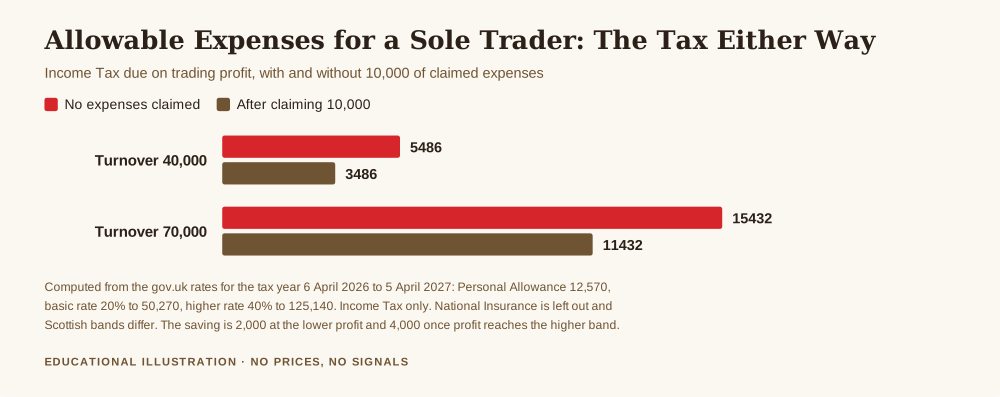 Allowable Expenses for a Sole Trader: The Tax Either Way
Income Tax due on trading profit, with and without 10,000 of claimed expenses
No expenses claimed After claiming 10,000
Turnover 40,000
5486
3486
Turnover 70,000
15432
11432
Computed from the gov.uk rates for the tax year 6 April 2026 to 5 April 2027: Personal Allowance 12,570,
basic rate 20% to 50,270, higher rate 40% to 125,140. Income Tax only. National Insurance is left out and
Scottish bands differ. The saving is 2,000 at the lower profit and 4,000 once profit reaches the higher band.
EDUCATIONAL ILLUSTRATION · NO PRICES, NO SIGNALS